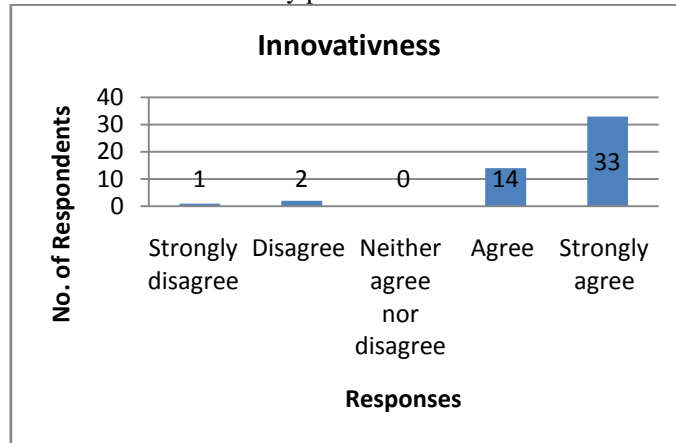 y p
Innovativness
No. of Respondents
40
30
20
10
0
1
2
0
14
33
Strongly disagree
Disagree
Neither agree nor disagree
Agree
Strongly agree
Responses